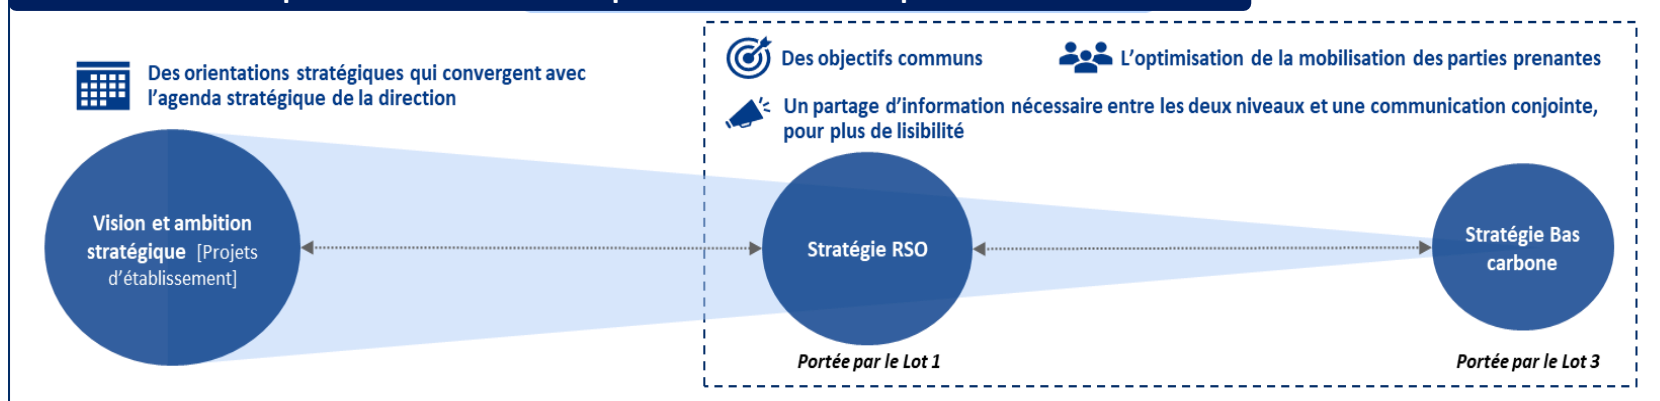 Des orientations stratégiques qui convergent avec
l'agenda stratégique de la direction
Des objectifs communs
L'optimisation de la mobilisation des parties prenantes
Un partage d'information nécessaire entre les deux niveaux et une communication conjointe,
pour plus de lisibilité
Vision et ambition
stratégique [Projets
d'établissement]
Stratégie RSO
Stratégie Bas
carbone
Portée par le Lot 1
Portée par le Lot 3